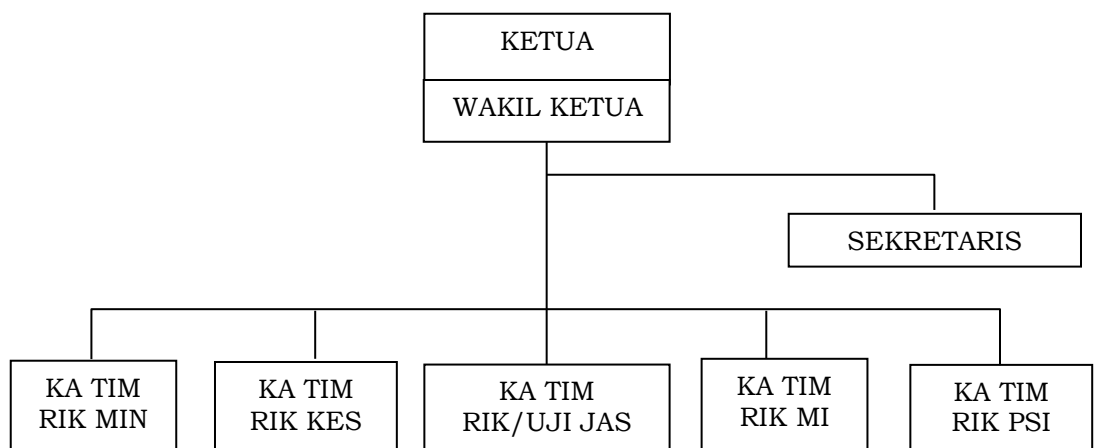 KETUA
WAKIL KETUA
SEKRETARIS
KA TIM
RIK MIN
KA TIM
RIK KES
KA TIM
RIK/UJI JAS
KA TIM
RIK MI
KA TIM
RIK PSI